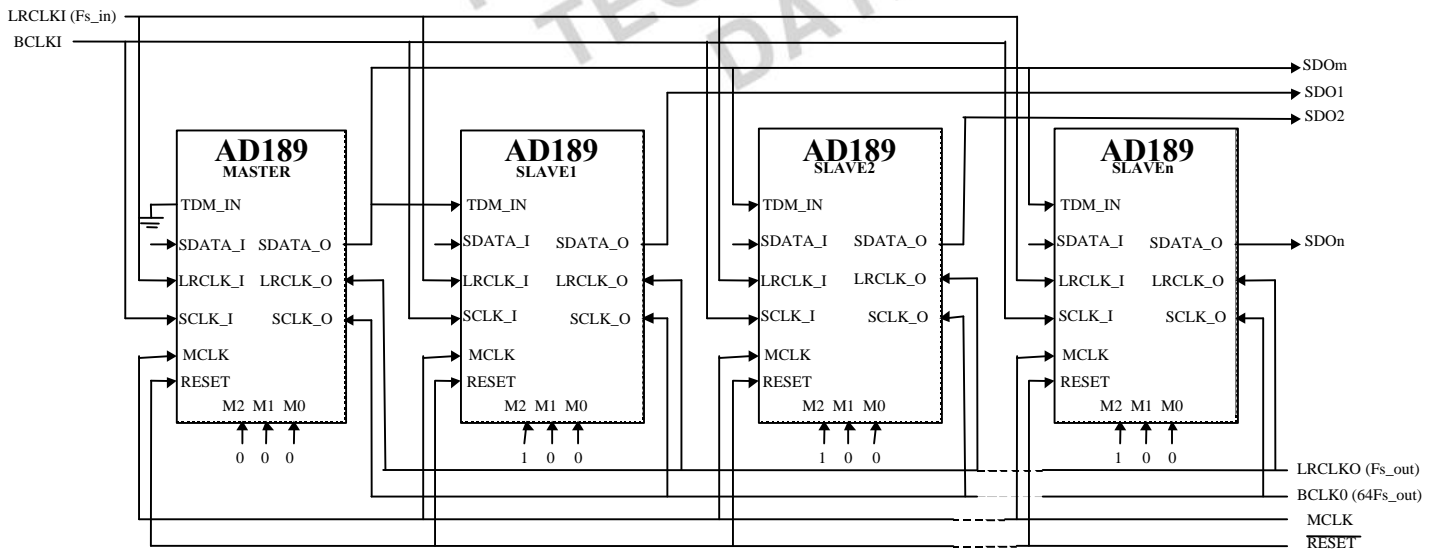 LRCLKI (Fs_in)
BCLKI
SDOm
SDO1
SDO2
AD189
MASTER
TDM_IN
SDATA_I SDATA_O
LRCLK_I LRCLK_O
SCLK_I SCLK_O
MCLK
RESET
M2 M1 M0
0 0 0
AD189
SLAVE1
TDM_IN
SDATA_I SDATA_O
LRCLK_I LRCLK_O
SCLK_I SCLK_O
MCLK
RESET
M2 M1 M0
1 0 0
AD189
SLAVE2
TDM_IN
SDATA_I SDATA_O
LRCLK_I LRCLK_O
SCLK_I SCLK_O
MCLK
RESET
M2 M1 M0
1 0 0
AD189
SLAVEn
TDM_IN
SDATA_I SDATA_O
LRCLK_I LRCLK_O
SCLK_I SCLK_O
MCLK
RESET
M2 M1 M0
1 0 0
SDOn
LRCLKO (Fs_out)
BCLK0 (64Fs_out)
MCLK
RESET